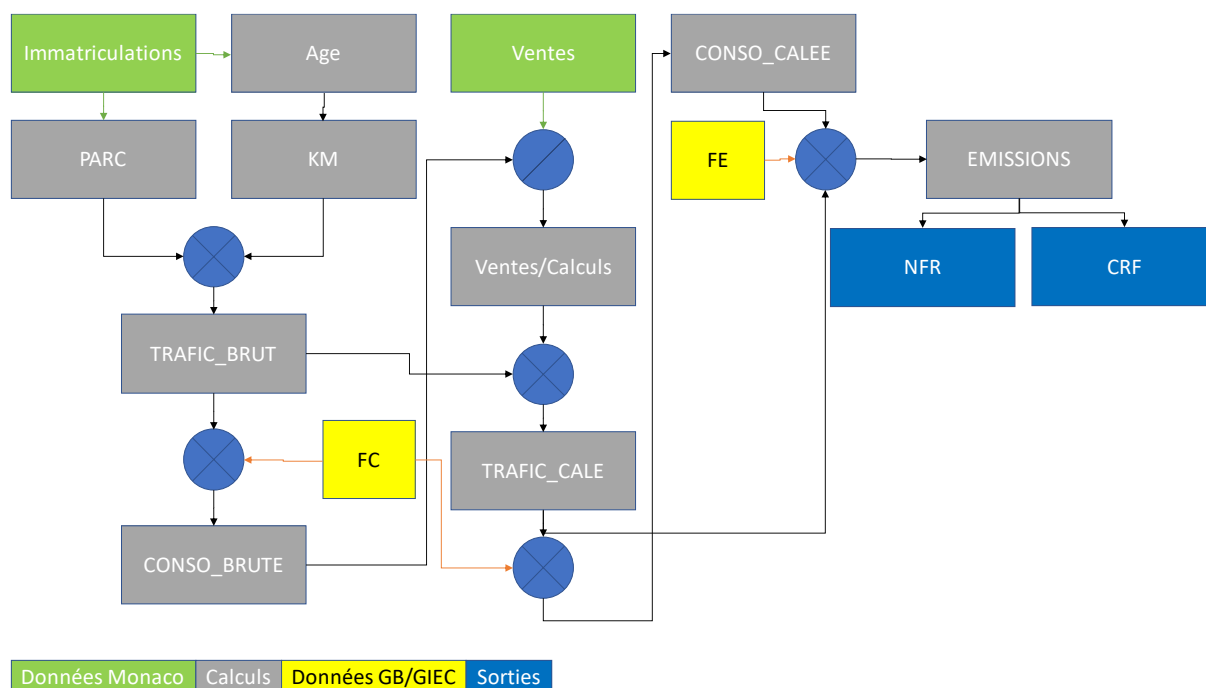 Immatriculations
Age
Ventes
CONSO_CALEE
PARC
KM
FE
EMISSIONS
NFR
CRF
Ventes/Calculs
TRAFIC_BRUT
FC
TRAFIC_CALE
CONSO_BRUTE
Données Monaco Calculs Données GB/GIEC Sorties